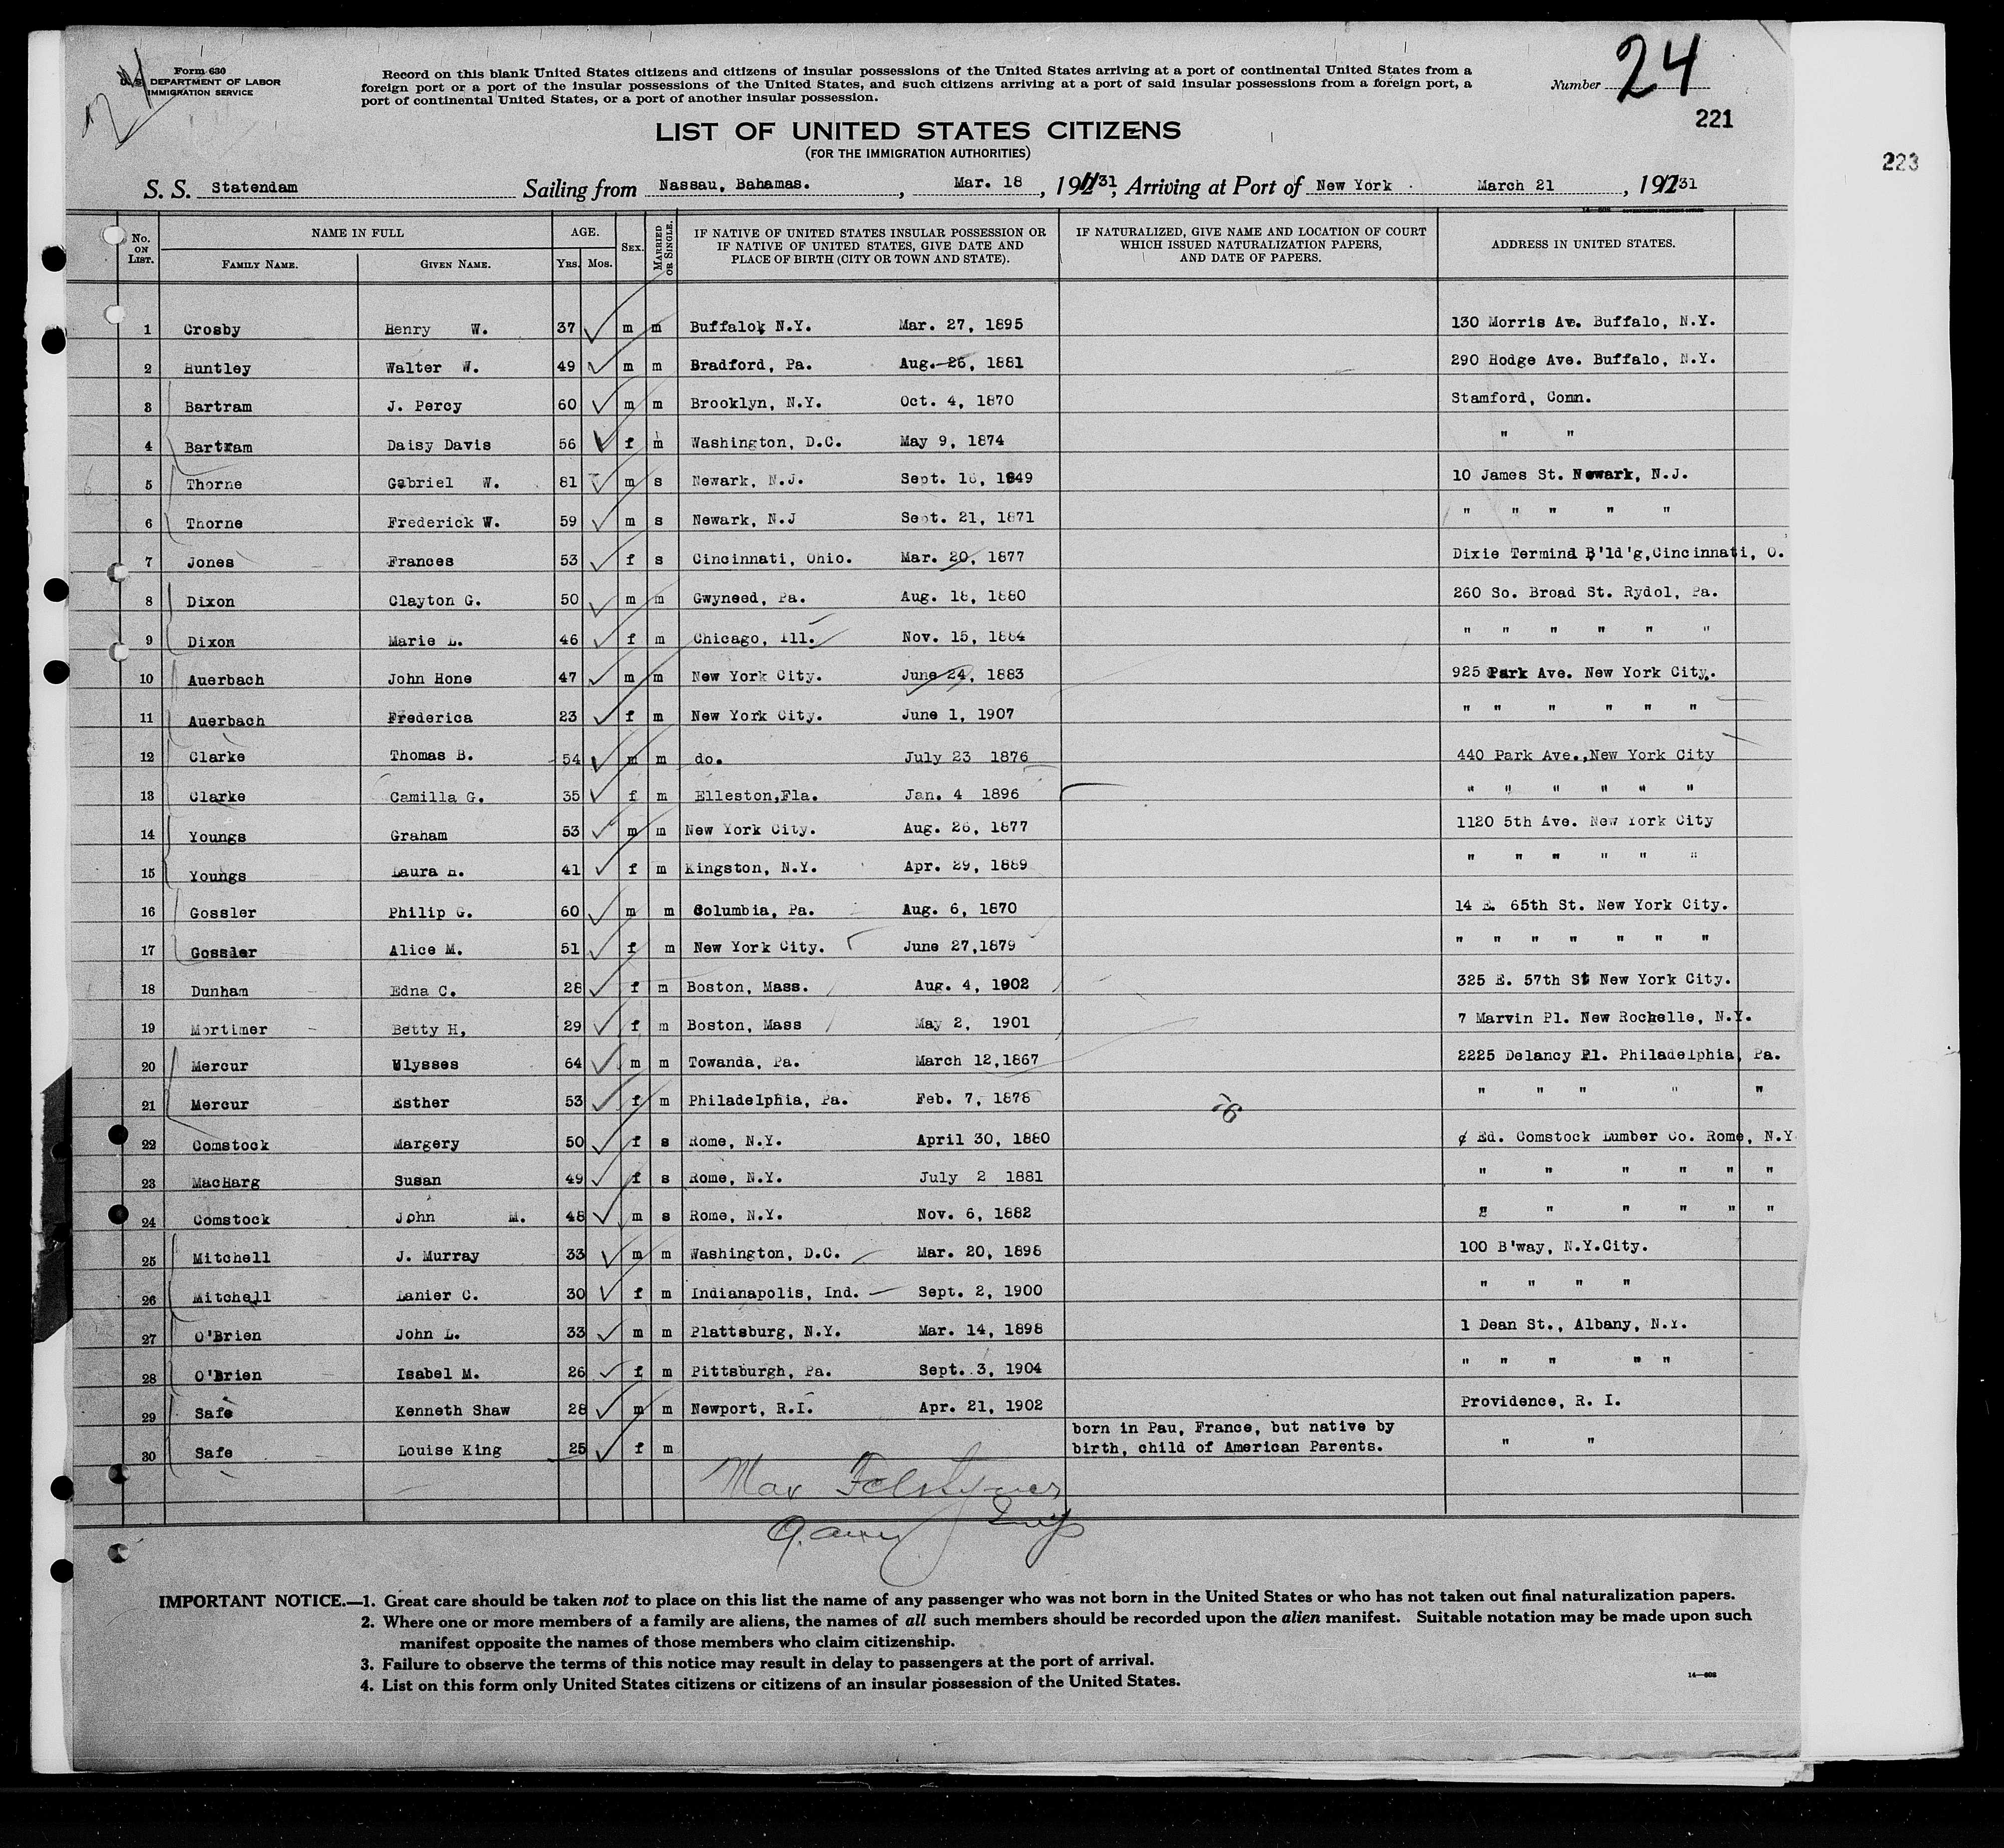 Form 630
U. S. DEPARTMENT OF LABOR
IMMIGRATION SERVICE
Record on this blank United States citizens and citizens of insular possessions of the United States arriving at a port of continental United States from a
foreign port or a port of the insular possessions of the United States, and such citizens arriving at a port of said insular possessions from a foreign port, a
port of continental United States, or a port of another insular possession.
Number 24
221
223
LIST OF UNITED STATES CITIZENS
(FOR THE IMMIGRATION AUTHORITIES)
S. S. Statendam Sailing from Nassau, Bahamas. , Mar. 18 , 1931, Arriving at Port of New York March 21 , 1931
No. ON LIST. NAME IN FULL AGE. SEX. MARRIED OR SINGLE. IF NATIVE OF UNITED STATES INSULAR POSSESSION OR IF NATIVE OF UNITED STATES, GIVE DATE AND PLACE OF BIRTH (CITY OR TOWN AND STATE). IF NATURALIZED, GIVE NAME AND LOCATION OF COURT WHICH ISSUED NATURALIZATION PAPERS, AND DATE OF PAPERS. ADDRESS IN UNITED STATES.
FAMILY NAME. GIVEN NAME. YRS. MOS.
1 Crosby Henry W. 37 m m Buffalo, N.Y. Mar. 27, 1895 130 Morris Av. Buffalo, N.Y.
2 Huntley Walter W. 49 m m Bradford, Pa. Aug. 26, 1881 290 Hodge Ave. Buffalo, N.Y.
3 Bartram J. Percy 60 m m Brooklyn, N.Y. Oct. 4, 1870 Stamford, Conn.
4 Bartram Daisy Davis 56 f m Washington, D.C. May 9, 1874 " "
5 Thorne Gabriel W. 81 m s Newark, N.J. Sept. 1849 10 James St. Newark, N.J.
6 Thorne Frederick W. 59 m s Newark, N.J Sept. 21, 1871 " " " " "
7 Jones Frances 53 f s Cincinnati, Ohio. Mar. 20, 1877 Dixie Terminal B'ld'g, Cincinnati, O.
8 Dixon Clayton G. 50 m m Gwyneed, Pa. Aug. 18, 1880 260 So. Broad St. Rydol, Pa.
9 Dixon Marie L. 46 f m Chicago, Ill. Nov. 15, 1884 " " " " " "
10 Auerbach John Hone 47 m m New York City. June 24, 1883 925 Park Ave. New York City.
11 Auerbach Frederica 23 f m New York City. June 1, 1907 " " " " " "
12 Clarke Thomas B. 54 m m do. July 23 1876 440 Park Ave., New York City
13 Clarke Camilla G. 35 f m Elleston, Fla. Jan. 4 1896 " " " " " "
14 Youngs Graham 53 m m New York City. Aug. 26, 1877 1120 5th Ave. New York City
15 Youngs Laura H. 41 f m Kingston, N.Y. Apr. 29, 1889 " " " " " "
16 Gossler Philip G. 60 m m Columbia, Pa. Aug. 6, 1870 14 E. 65th St. New York City.
17 Gossler Alice M. 51 f m New York City. June 27, 1879 " " " " " " "
18 Dunham Edna C. 28 f m Boston, Mass. Aug. 4, 1902 325 E. 57th St New York City.
19 Mortimer Betty H, 29 f m Boston, Mass May 2, 1901 7 Marvin Pl. New Rochelle, N.Y.
20 Mercur Ulysses 64 m m Towanda, Pa. March 12, 1867 2225 Delancy Pl. Philadelphia, Pa.
21 Mercur Esther 53 f m Philadelphia, Pa. Feb. 7, 1878 " " " " "
22 Comstock Margery 50 f s Rome, N.Y. April 30, 1880 ¢ Ed. Comstock Lumber Co. Rome, N.Y
23 MacHarg Susan 49 f s Rome, N.Y. July 2 1881 " " " " " "
24 Comstock John M. 48 m s Rome, N.Y. Nov. 6, 1882 " " " " " "
25 Mitchell J. Murray 33 m m Washington, D.C. Mar. 20, 1898 100 B'way, N.Y.City.
26 Mitchell Lanier C. 30 f m Indianapolis, Ind. Sept. 2, 1900 " " " "
27 O'Brien John L. 33 m m Plattsburg, N.Y. Mar. 14, 1898 1 Dean St., Albany, N.Y.
28 O'Brien Isabel M. 26 f m Pittsburgh, Pa. Sept. 3, 1904 " " " " "
29 Safe Kenneth Shaw 28 m m Newport, R.I. Apr. 21, 1902 Providence, R. I.
30 Safe Louise King 25 f m born in Pau, France, but native by birth, child of American Parents. " "
IMPORTANT NOTICE.—1. Great care should be taken not to place on this list the name of any passenger who was not born in the United States or who has not taken out final naturalization papers.
2. Where one or more members of a family are aliens, the names of all such members should be recorded upon the alien manifest. Suitable notation may be made upon such
manifest opposite the names of those members who claim citizenship.
3. Failure to observe the terms of this notice may result in delay to passengers at the port of arrival.
4. List on this form only United States citizens or citizens of an insular possession of the United States.